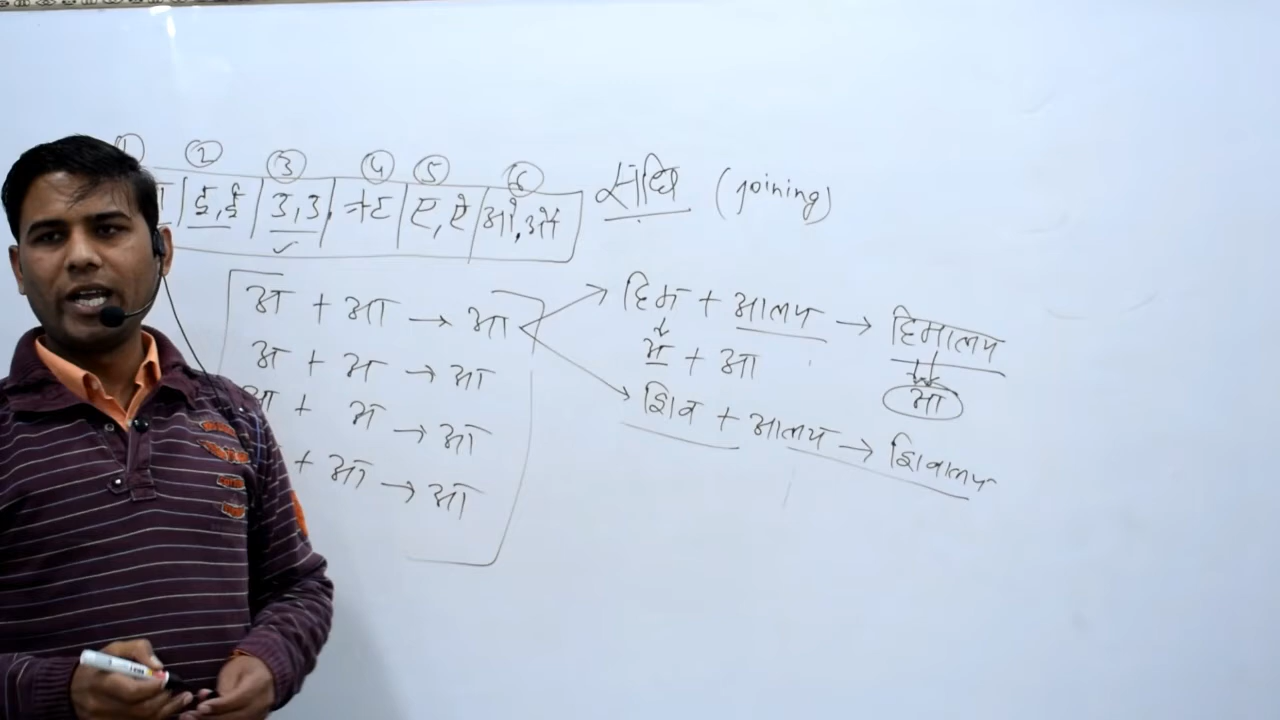 ① ② ③ ④ ⑤ ⑥
इ, ई | उ, उ, | ऋ | ए, ऐ | ओ, औ
संधि (joining)
अ + आ → आ
अ + अ → आ
आ + अ → आ
+ आ → आ
हिम + आलय → हिमालय
म + आ
मा
शिव + आलय → शिवालय